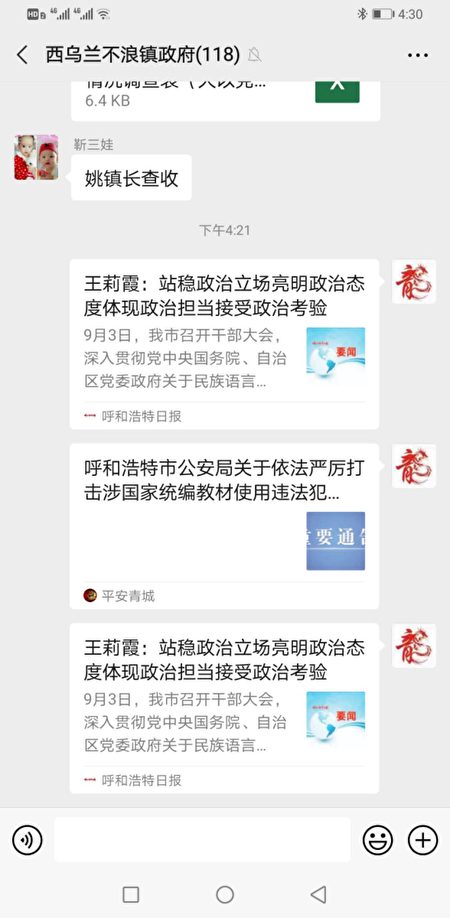 HD 2 4G 4G 4:30
西乌兰不浪镇政府(118)
6.4 KB
靳三娃
姚镇长查收
下午4:21
王莉霞：站稳政治立场亮明政治态
度体现政治担当接受政治考验
9月3日，我市召开干部大会，
深入贯彻党中央国务院、自治
区党委政府关于民族语言...
要闻
呼和浩特日报
龙
呼和浩特市公安局关于依法严厉打
击涉国家统编教材使用违法犯...
重要通告
平安青城
龙
王莉霞：站稳政治立场亮明政治态
度体现政治担当接受政治考验
9月3日，我市召开干部大会，
深入贯彻党中央国务院、自治
区党委政府关于民族语言...
要闻
呼和浩特日报
龙